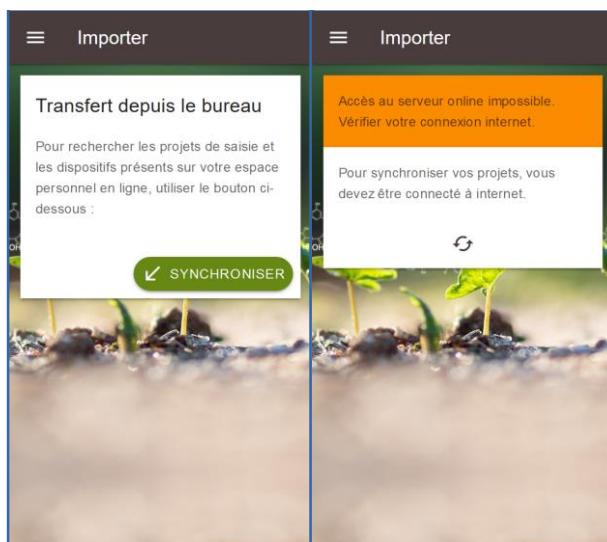 Importer
Transfert depuis le bureau
Pour rechercher les projets de saisie et
les dispositifs présents sur votre espace
personnel en ligne, utiliser le bouton ci-
dessous :
SYNCHRONISER
Importer
Accès au serveur online impossible.
Vérifier votre connexion internet.
Pour synchroniser vos projets, vous
devez être connecté à internet.